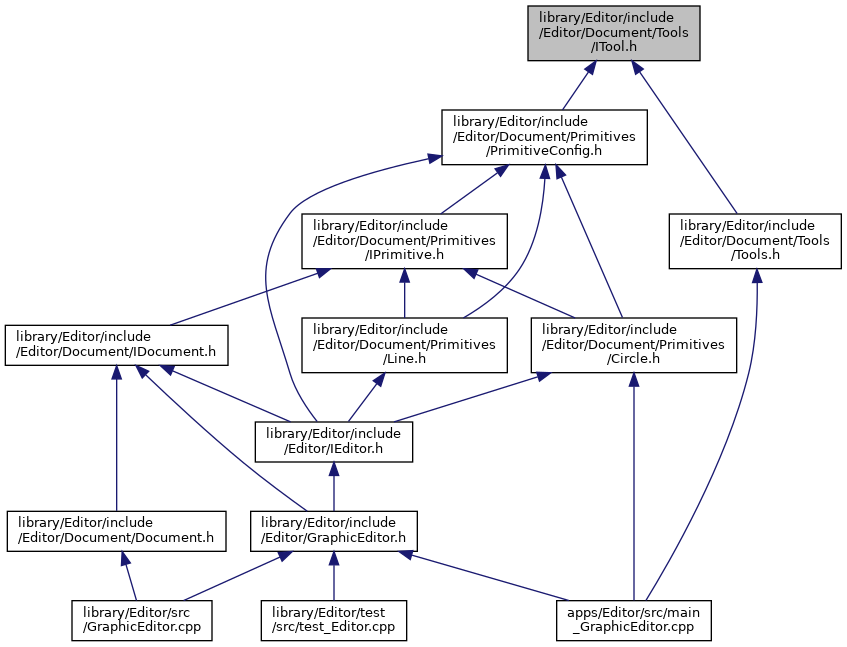 library/Editor/include
/Editor/Document/Tools
/ITool.h
library/Editor/include
/Editor/Document/Primitives
/PrimitiveConfig.h
library/Editor/include
/Editor/Document/Primitives
/IPrimitive.h
library/Editor/include
/Editor/Document/Tools
/Tools.h
library/Editor/include
/Editor/Document/IDocument.h
library/Editor/include
/Editor/Document/Primitives
/Line.h
library/Editor/include
/Editor/Document/Primitives
/Circle.h
library/Editor/include
/Editor/IEditor.h
library/Editor/include
/Editor/Document/Document.h
library/Editor/include
/Editor/GraphicEditor.h
library/Editor/src
/GraphicEditor.cpp
library/Editor/test
/src/test_Editor.cpp
apps/Editor/src/main
_GraphicEditor.cpp